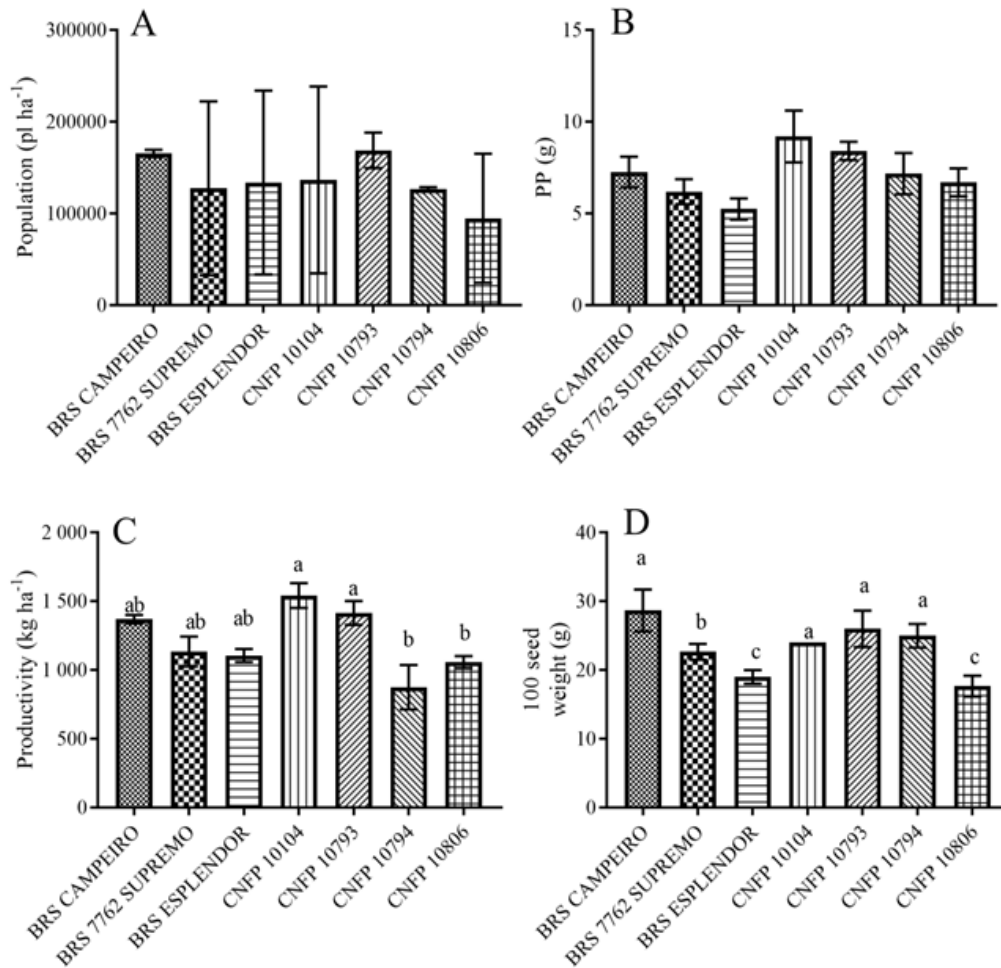 A
Population (pl ha⁻¹)
300000
200000
100000
0
BRS CAMPEIRO
BRS 7762 SUPREMO
BRS ESPLENDOR
CNFP 10104
CNFP 10793
CNFP 10794
CNFP 10806
B
PP (g)
15
10
5
0
BRS CAMPEIRO
BRS 7762 SUPREMO
BRS ESPLENDOR
CNFP 10104
CNFP 10793
CNFP 10794
CNFP 10806
C
Productivity (kg ha⁻¹)
2 000
1 500
1 000
500
0
ab
ab
ab
a
a
b
b
BRS CAMPEIRO
BRS 7762 SUPREMO
BRS ESPLENDOR
CNFP 10104
CNFP 10793
CNFP 10794
CNFP 10806
D
100 seed
weight (g)
40
30
20
10
0
a
b
c
a
a
a
c
BRS CAMPEIRO
BRS 7762 SUPREMO
BRS ESPLENDOR
CNFP 10104
CNFP 10793
CNFP 10794
CNFP 10806